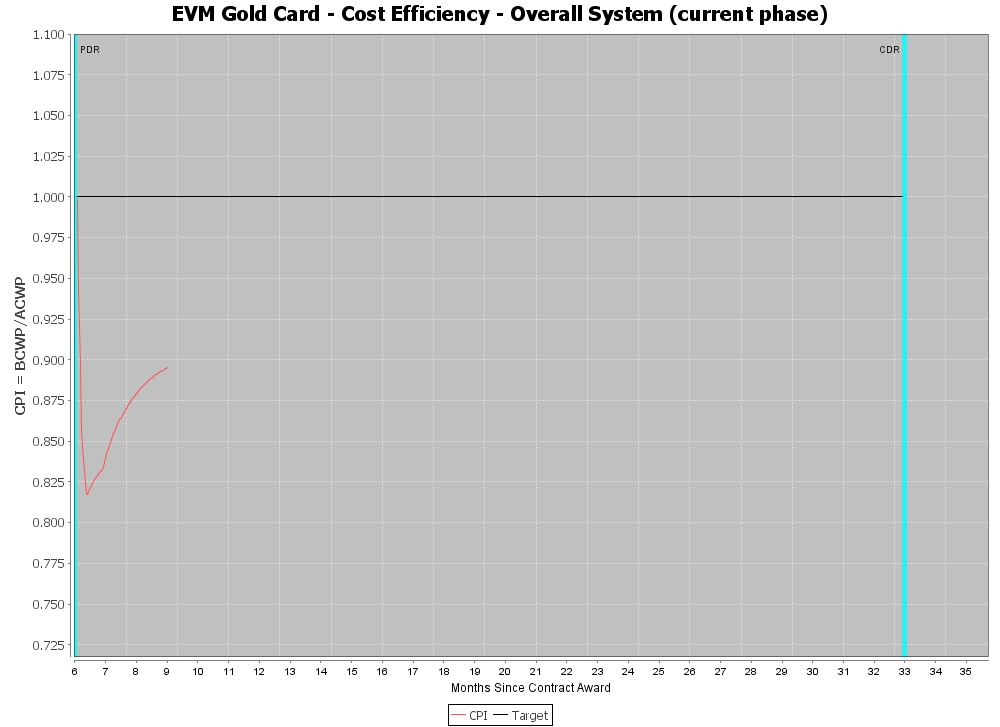 EVM Gold Card - Cost Efficiency - Overall System (current phase)
1.100
1.075
1.050
1.025
1.000
0.975
0.950
0.925
0.900
0.875
0.850
0.825
0.800
0.775
0.750
0.725
CPI = BCWP/ACWP
PDR
CDR
6 7 8 9 10 11 12 13 14 15 16 17 18 19 20 21 22 23 24 25 26 27 28 29 30 31 32 33 34 35
Months Since Contract Award
CPI Target